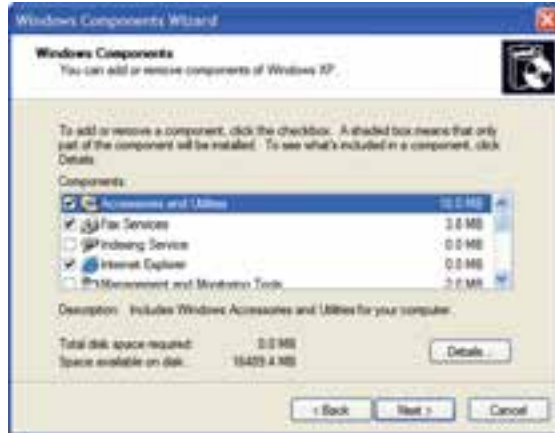 Windows Components Wizard
Windows Components
You can add or remove components of Windows XP.
To add or remove a component, click the checkbox. A shaded box means that only
part of the component will be installed. To see what's included in a component, click
Details.
Components:
Accessories and Utilities
Fax Services 3.8 MB
Indexing Service 0.0 MB
Internet Explorer 0.0 MB
Management and Monitoring Tools 2.0 MB
Description: Includes Windows Accessories and Utilities for your computer.
Total disk space required: 0.0 MB
Space available on disk: MB
Details...
< Back Next > Cancel